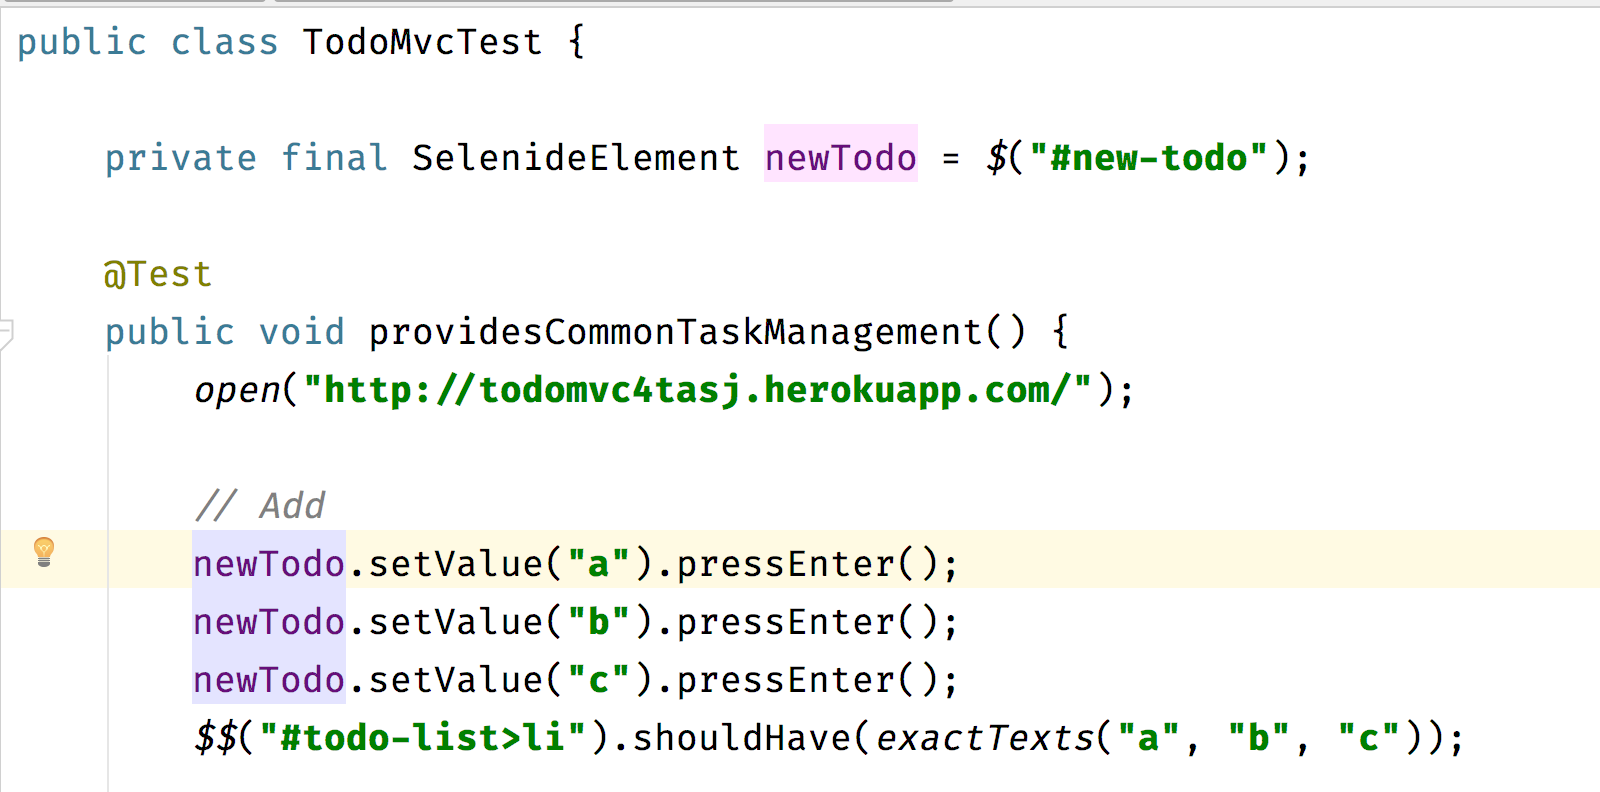 public class TodoMvcTest {
private final SelenideElement newTodo = $("#new-todo");
@Test
public void providesCommonTaskManagement() {
open("http://todomvc4tasj.herokuapp.com/");
// Add
newTodo.setValue("a").pressEnter();
newTodo.setValue("b").pressEnter();
newTodo.setValue("c").pressEnter();
$$("#todo-list>li").shouldHave(exactTexts("a", "b", "c"));